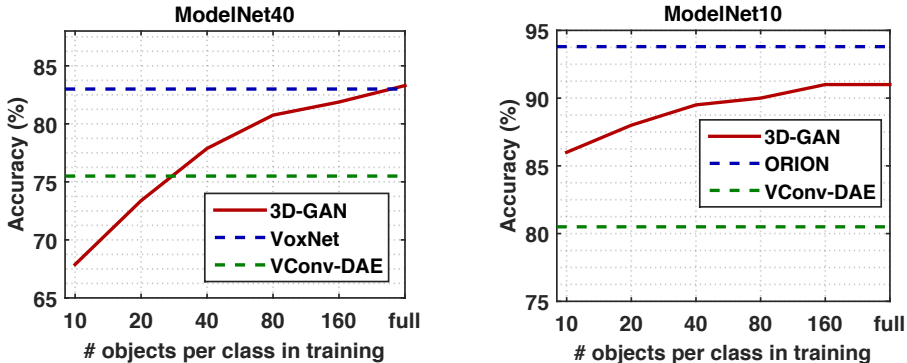 ModelNet40
Accuracy (%)
85
80
75
70
65
3D-GAN
VoxNet
VConv-DAE
10 20 40 80 160 full
# objects per class in training
ModelNet10
Accuracy (%)
95
90
85
80
75
3D-GAN
ORION
VConv-DAE
10 20 40 80 160 full
# objects per class in training